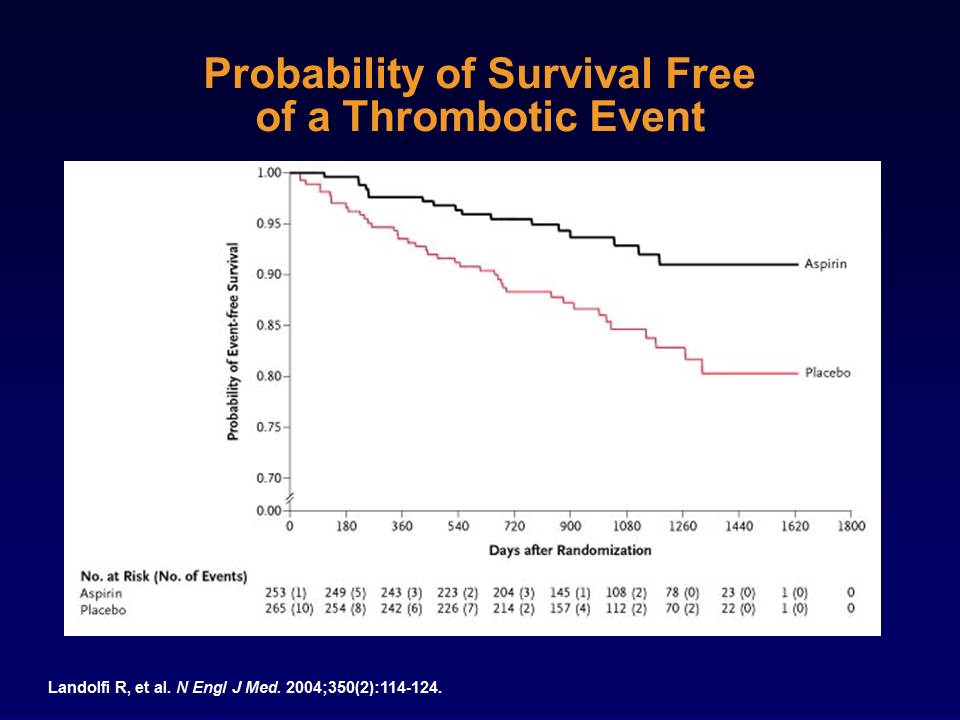 Probability of Survival Free
of a Thrombotic Event
Probability of Event-free Survival
1.00
0.95
0.90
0.85
0.80
0.75
0.70
0.00
Aspirin
Placebo
0 180 360 540 720 900 1080 1260 1440 1620 1800
Days after Randomization
No. at Risk (No. of Events)
Aspirin 253 (1) 249 (5) 243 (3) 223 (2) 204 (3) 145 (1) 108 (2) 78 (0) 23 (0) 1 (0) 0
Placebo 265 (10) 254 (8) 242 (6) 226 (7) 214 (2) 157 (4) 112 (2) 70 (2) 22 (0) 1 (0) 0
Landolfi R, et al. N Engl J Med. 2004;350(2):114-124.